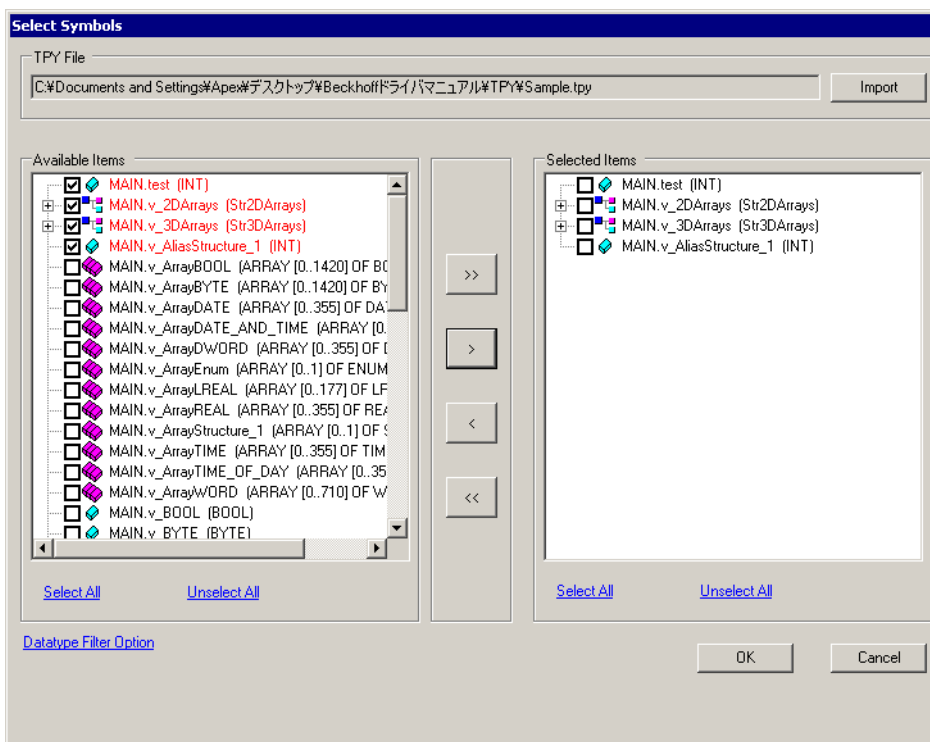 Select Symbols
TPY File
C:¥Documents and Settings¥Apex¥デスクトップ¥Beckhoffドライバマニュアル¥TPY¥Sample.tpy
Import
Available Items
MAIN.test (INT)
MAIN.v_2DArrays (Str2DArrays)
MAIN.v_3DArrays (Str3DArrays)
MAIN.v_AliasStructure_1 (INT)
MAIN.v_ArrayBOOL (ARRAY [0..1420] OF BO
MAIN.v_ArrayBYTE (ARRAY [0..1420] OF BY
MAIN.v_ArrayDATE (ARRAY [0..355] OF DA
MAIN.v_ArrayDATE_AND_TIME (ARRAY [0.
MAIN.v_ArrayDWORD (ARRAY [0..355] OF D
MAIN.v_ArrayEnum (ARRAY [0..1] OF ENUM
MAIN.v_ArrayLREAL (ARRAY [0..177] OF LR
MAIN.v_ArrayREAL (ARRAY [0..355] OF REA
MAIN.v_ArrayStructure_1 (ARRAY [0..1] OF S
MAIN.v_ArrayTIME (ARRAY [0..355] OF TIM
MAIN.v_ArrayTIME_OF_DAY (ARRAY [0..35
MAIN.v_ArrayWORD (ARRAY [0..710] OF W
MAIN.v_BOOL (BOOL)
MAIN.v_BYTE (BYTE)
Select All
Unselect All
>>
>
<
<<
Selected Items
MAIN.test (INT)
MAIN.v_2DArrays (Str2DArrays)
MAIN.v_3DArrays (Str3DArrays)
MAIN.v_AliasStructure_1 (INT)
Select All
Unselect All
Datatype Filter Option
OK
Cancel